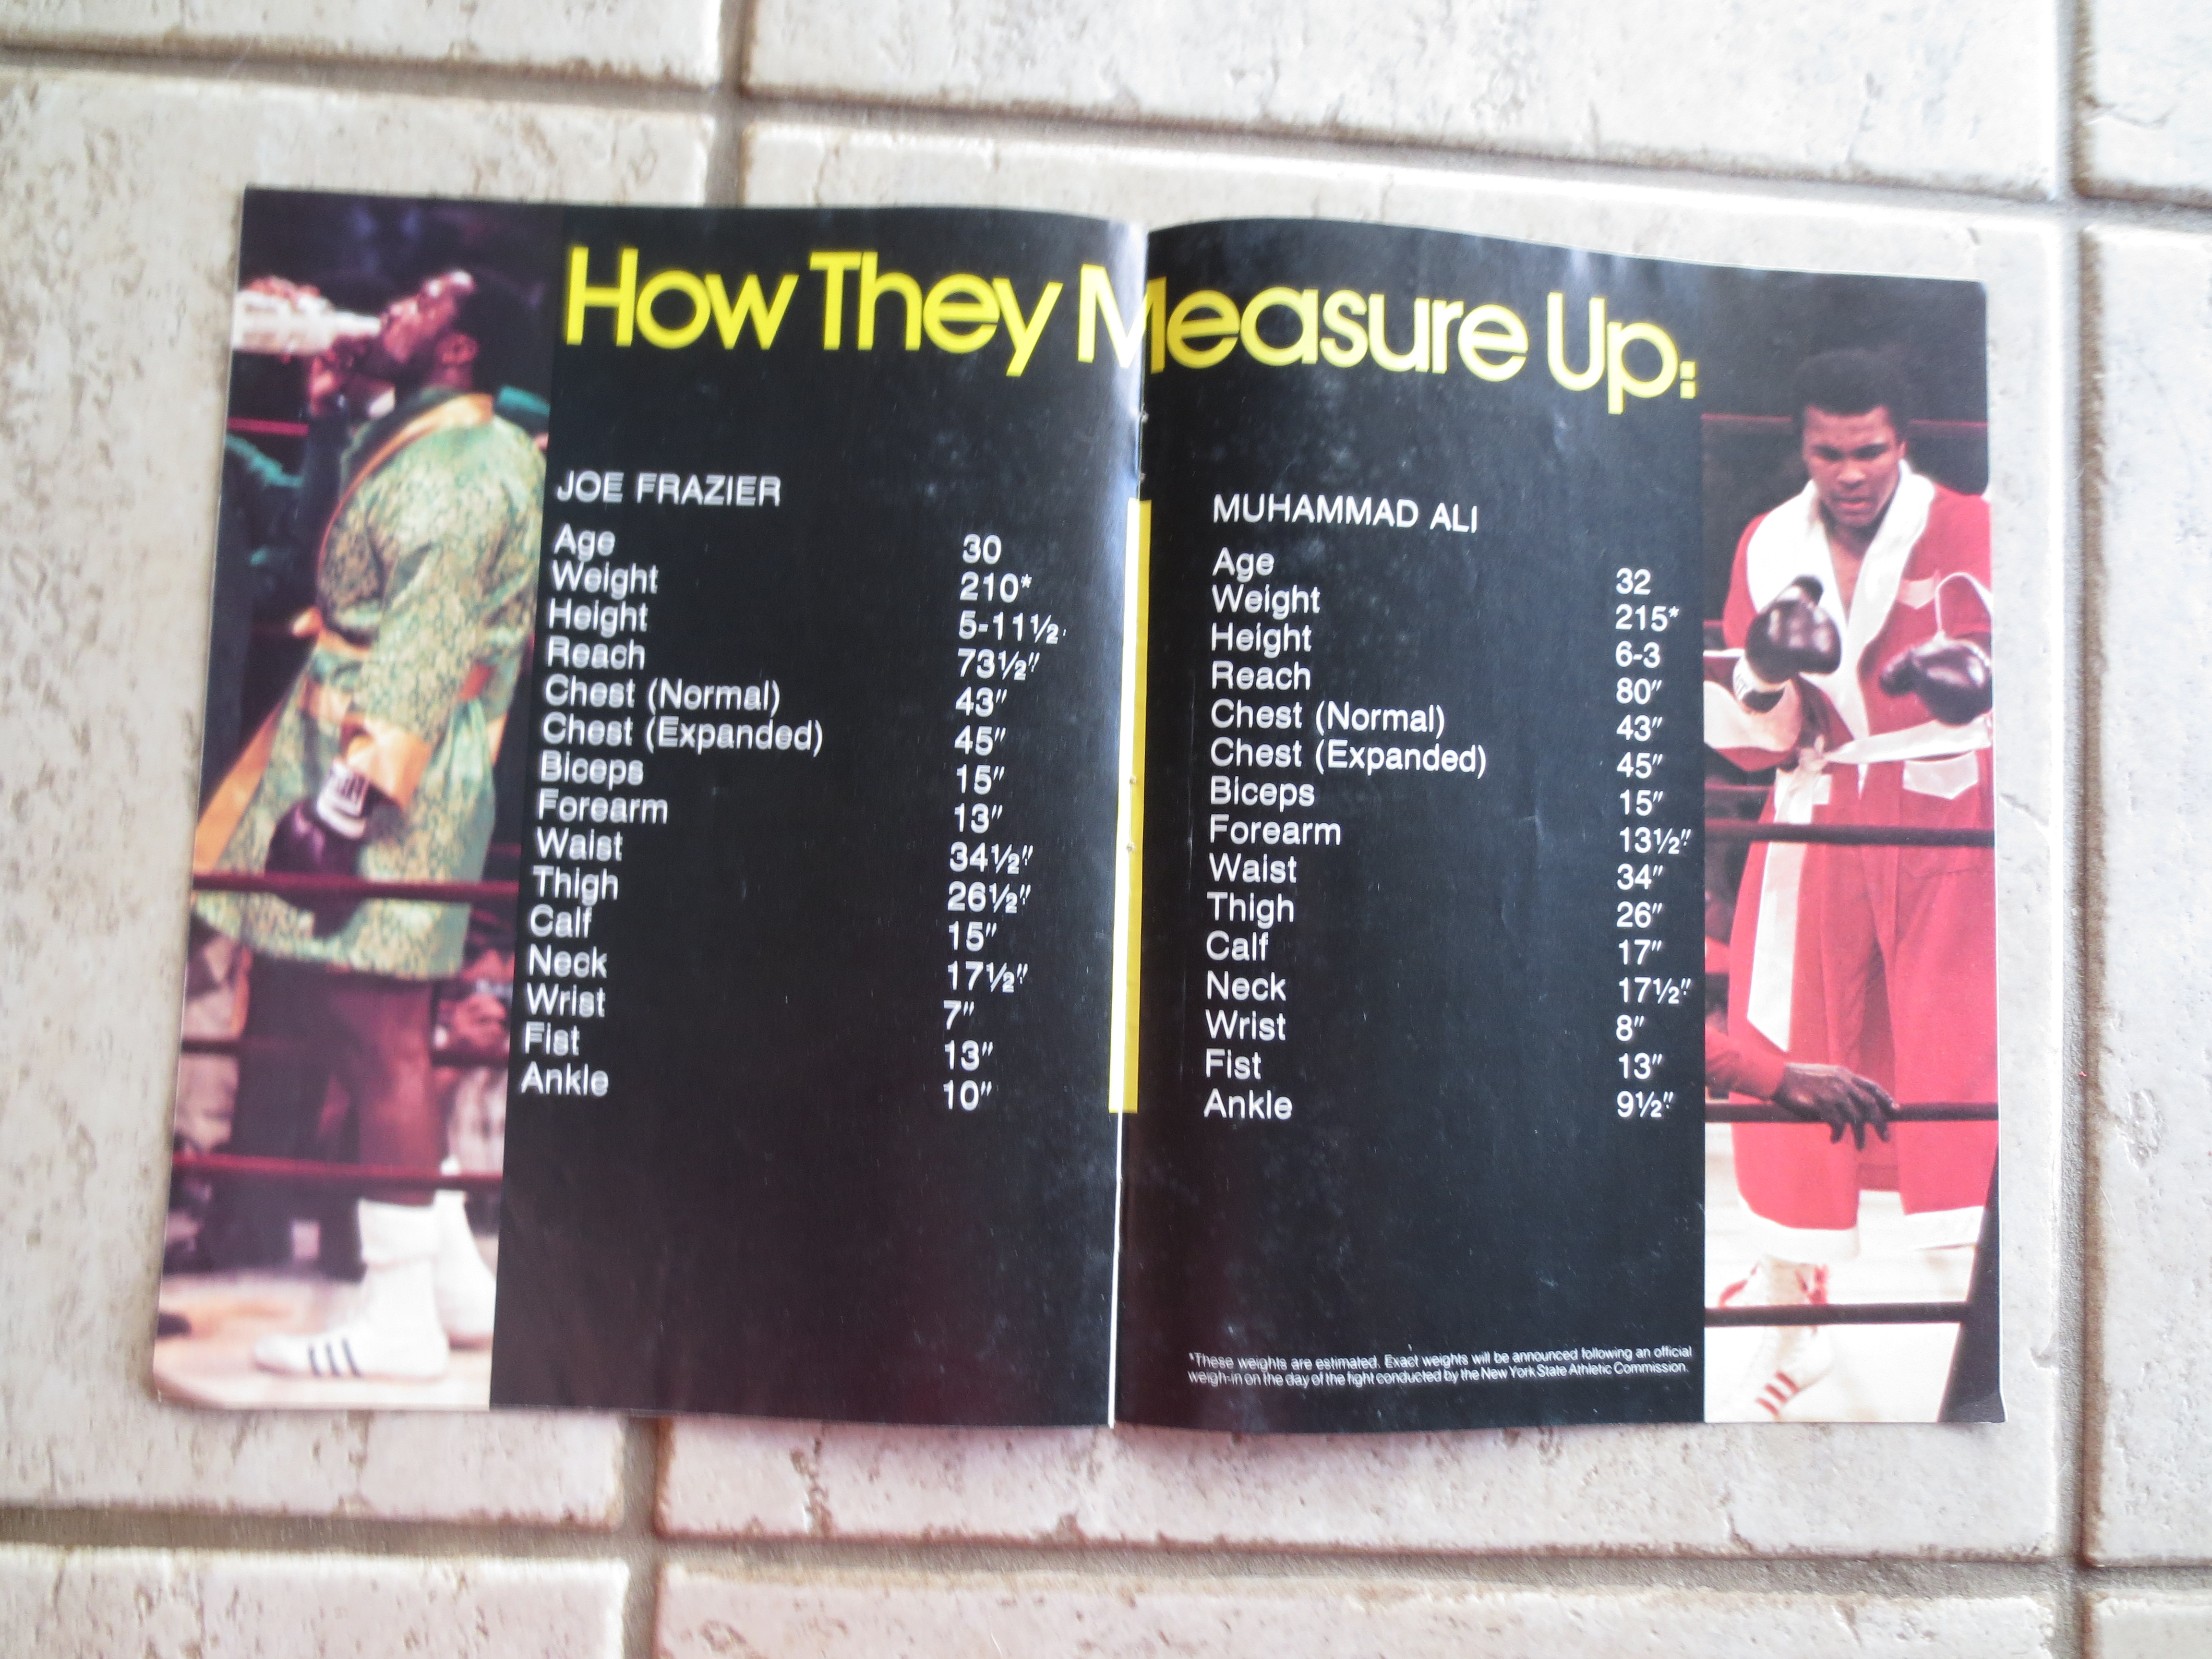 How They Measure Up:
JOE FRAZIER
Age 30
Weight 210*
Height 5-11½
Reach 73½"
Chest (Normal) 43"
Chest (Expanded) 45"
Biceps 15"
Forearm 13"
Waist 34½"
Thigh 26½"
Calf 15"
Neck 17½"
Wrist 7"
Fist 13"
Ankle 10"
MUHAMMAD ALI
Age 32
Weight 215*
Height 6-3
Reach 80"
Chest (Normal) 43"
Chest (Expanded) 45"
Biceps 15"
Forearm 13½"
Waist 34"
Thigh 26"
Calf 17"
Neck 17½"
Wrist 8"
Fist 13"
Ankle 9½"
*These weights are estimated. Exact weights will be announced following an official
weigh-in on the day of the fight conducted by the New York State Athletic Commission.